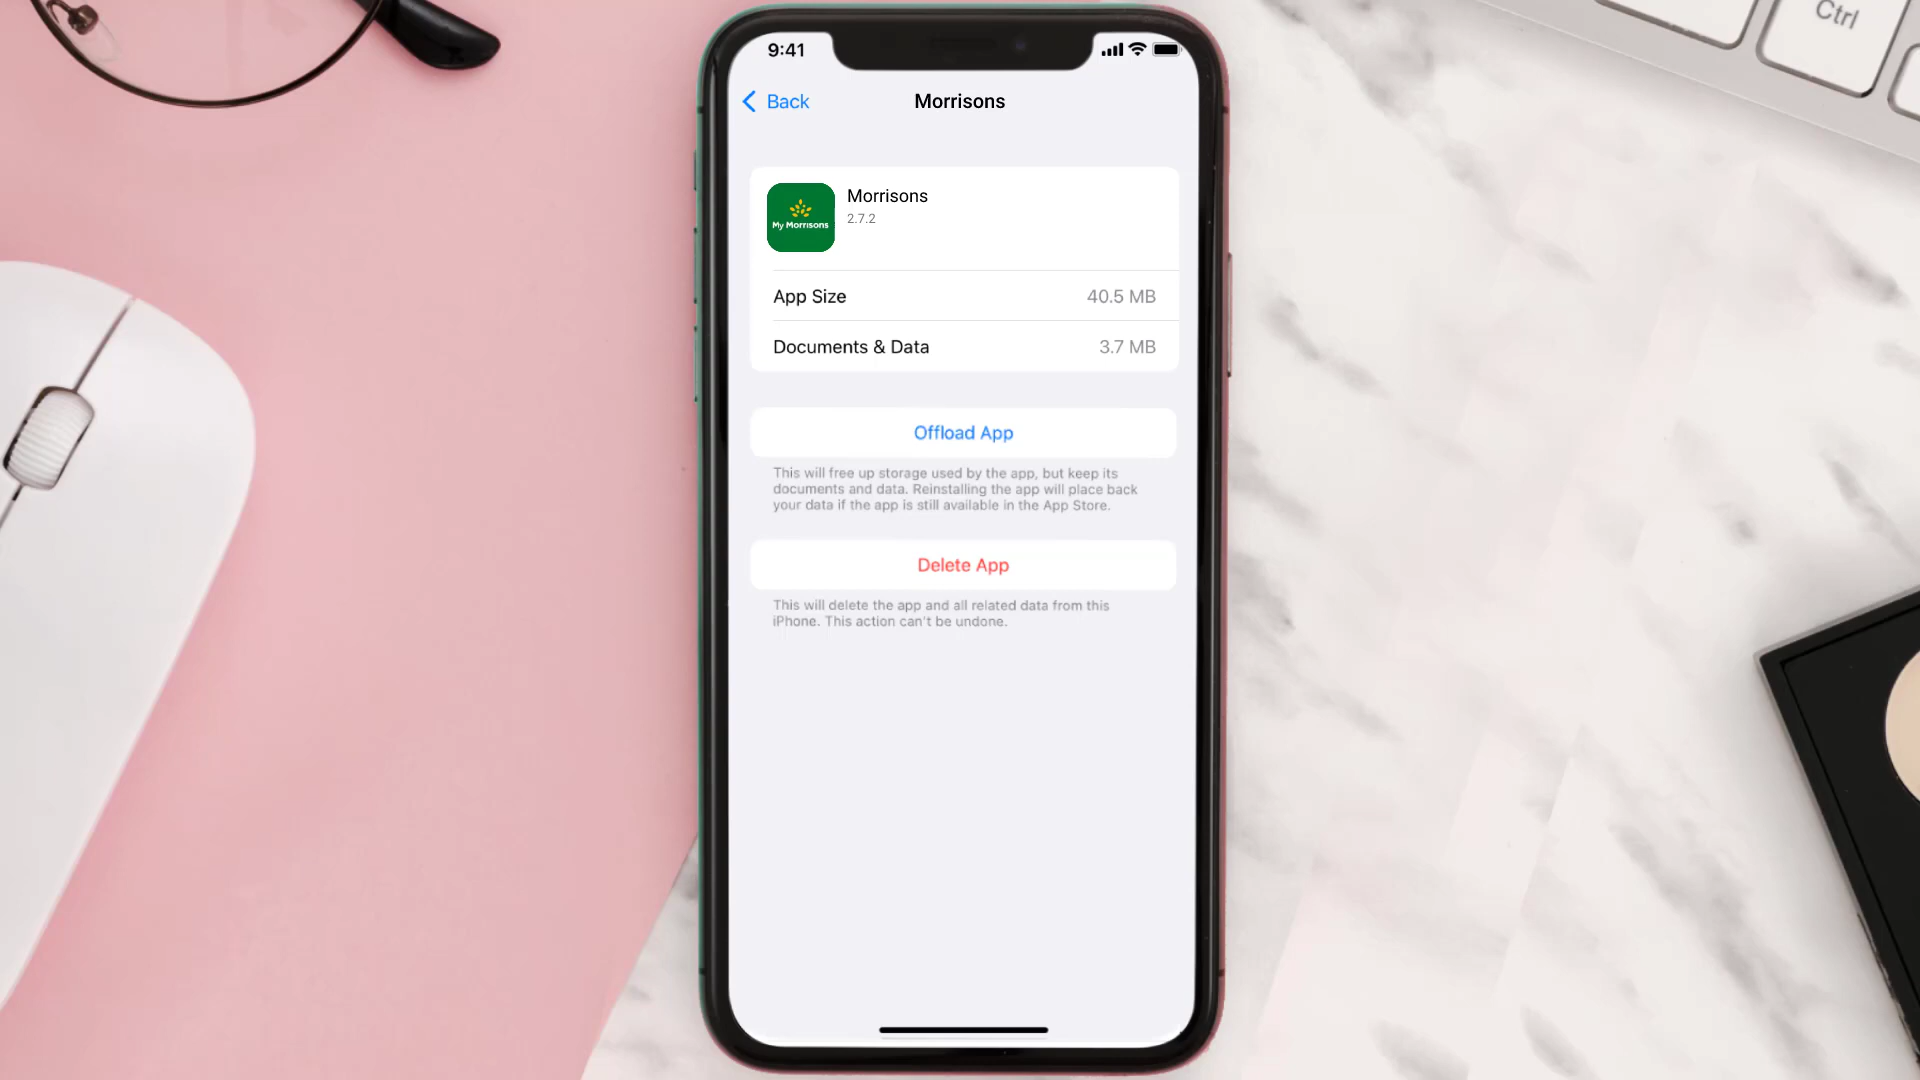 Ctrl
9:41
Back
Morrisons
My Morrisons
Morrisons
2.7.2
App Size
40.5 MB
Documents & Data
3.7 MB
Offload App
This will free up storage used by the app, but keep its
documents and data. Reinstalling the app will place back
your data if the app is still available in the App Store.
Delete App
This will delete the app and all related data from this
iPhone. This action can't be undone.